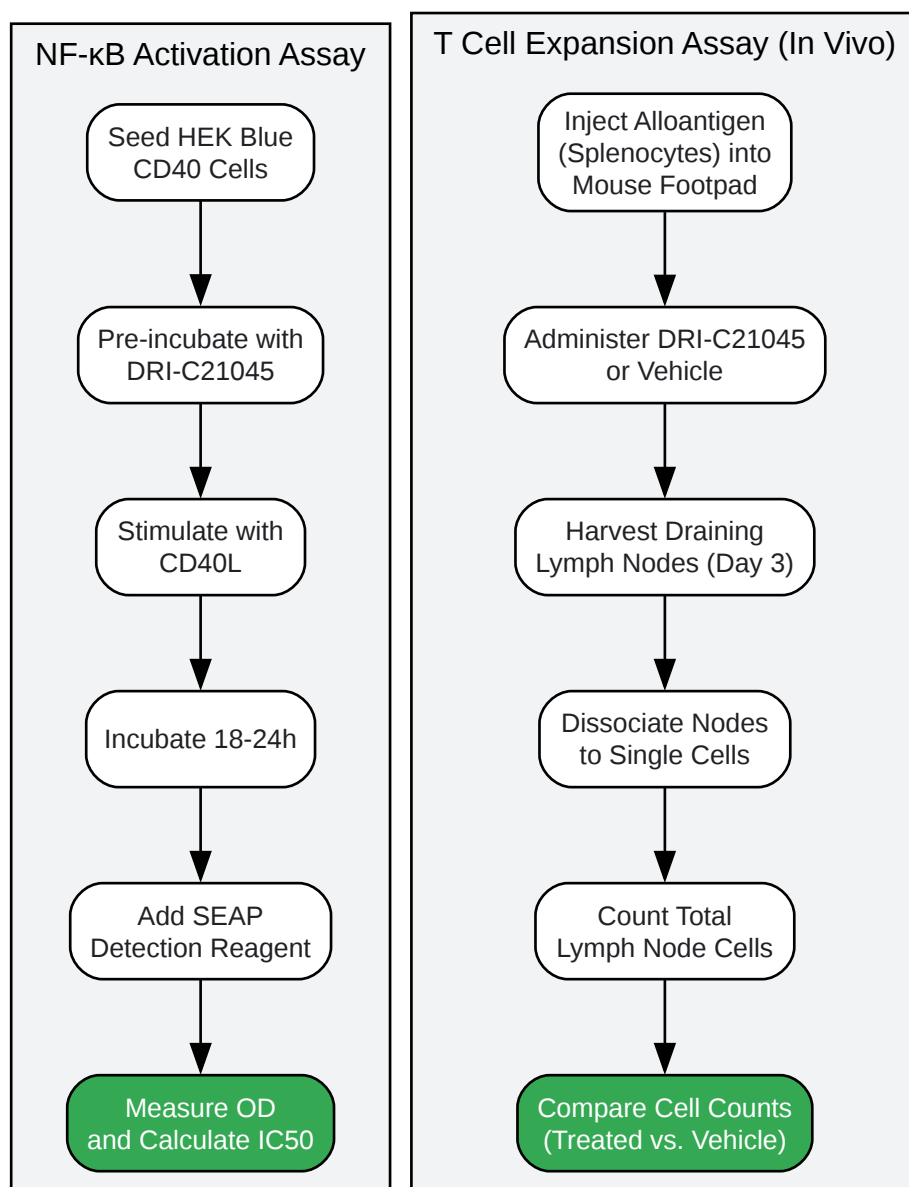 NF-κB Activation Assay
Seed HEK Blue
CD40 Cells
Pre-incubate with
DRI-C21045
Stimulate with
CD40L
Incubate 18-24h
Add SEAP
Detection Reagent
Measure OD
and Calculate IC50
T Cell Expansion Assay (In Vivo)
Inject Alloantigen
(Splenocytes) into
Mouse Footpad
Administer DRI-C21045
or Vehicle
Harvest Draining
Lymph Nodes (Day 3)
Dissociate Nodes
to Single Cells
Count Total
Lymph Node Cells
Compare Cell Counts
(Treated vs. Vehicle)